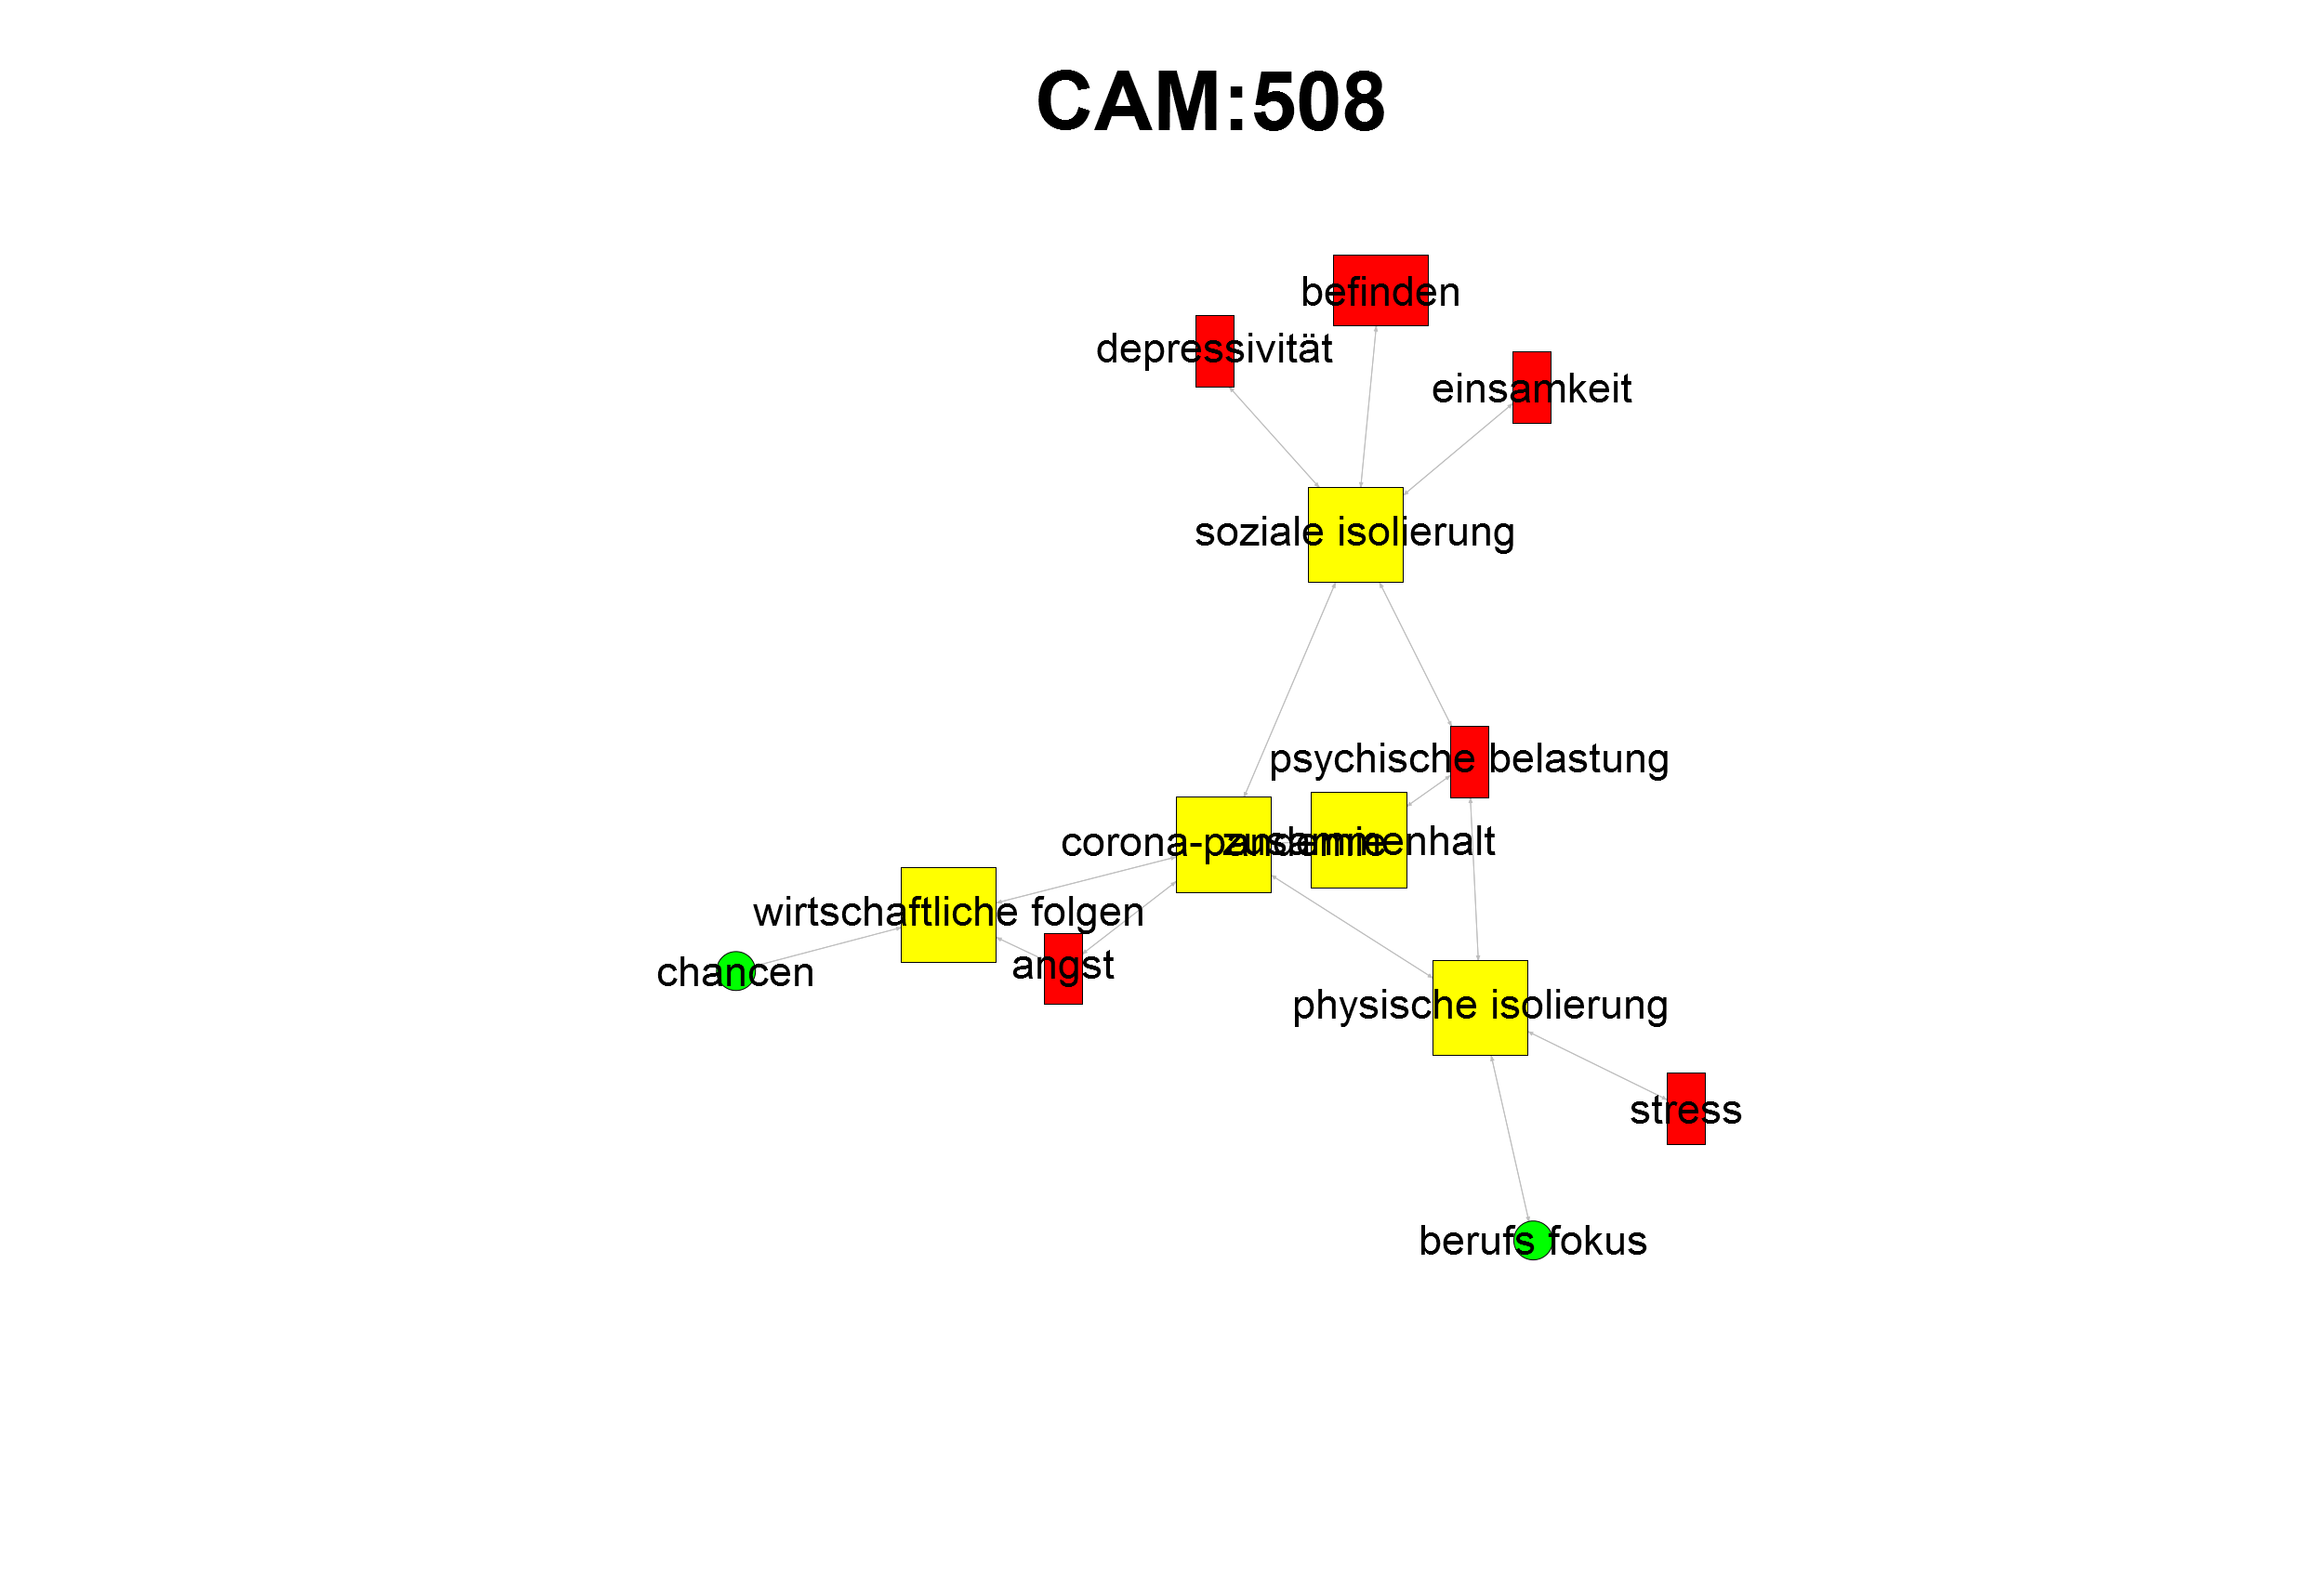 CAM:508
befinden
depressivität
einsamkeit
soziale isolierung
psychische belastung
corona-pandemie
zusammenhalt
wirtschaftliche folgen
angst
chancen
physische isolierung
stress
berufs fokus